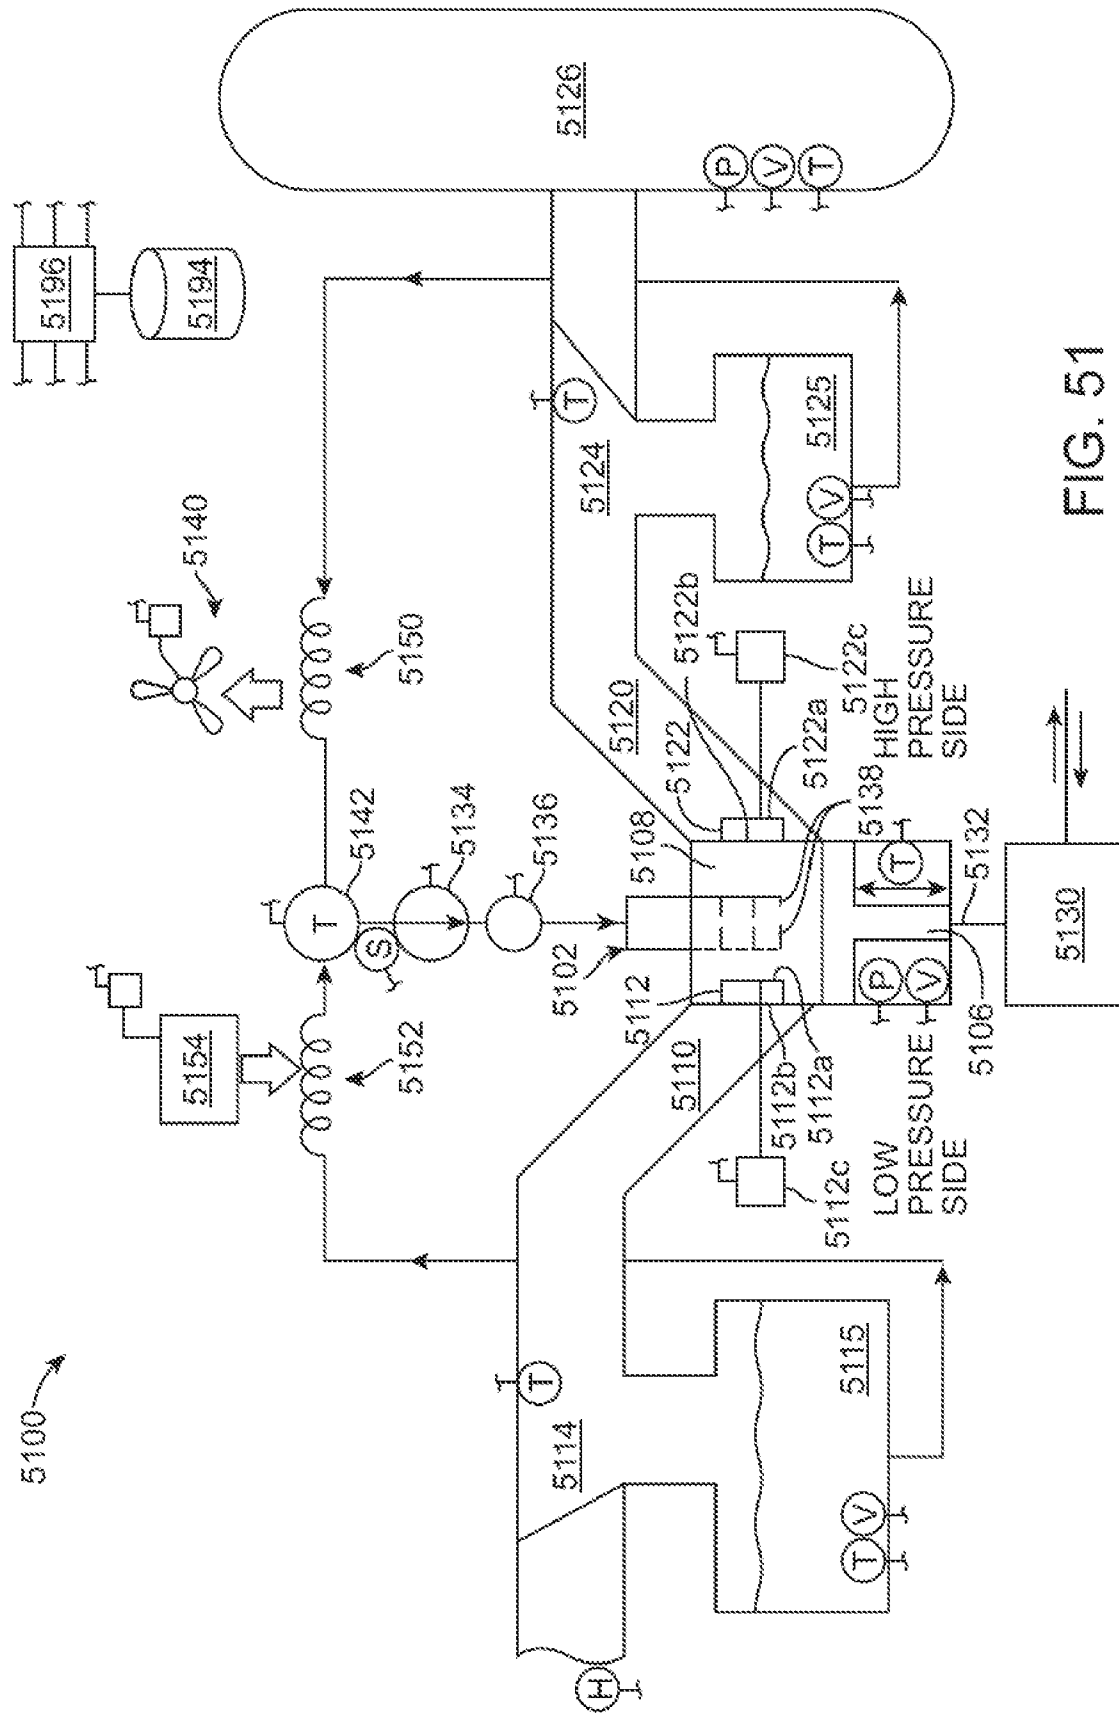 5100
5196
5194
5126
P
V
T
5140
5154
5150
5152
T
5142
S
5134
5136
T
5124
T
5114
H
5120
5110
5102
5108
5112
5122
5122b
5122a
5122c
5112b
5112a
5112c
5138
HIGH
PRESSURE
SIDE
LOW
PRESSURE
SIDE
T
P
V
5106
5132
5130
5125
T
V
5115
T
V
FIG. 51